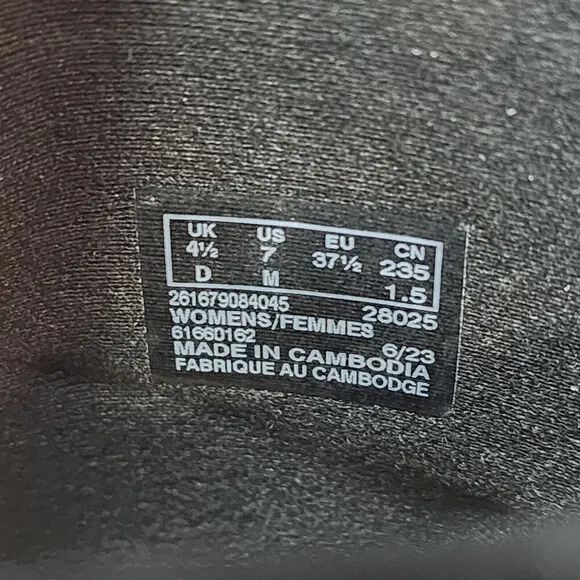 UK US EU CN
4½ 7 37½ 235
D M 1.5
261679084045 28025
WOMENS/FEMMES
61660162 6/23
MADE IN CAMBODIA
FABRIQUE AU CAMBODGE